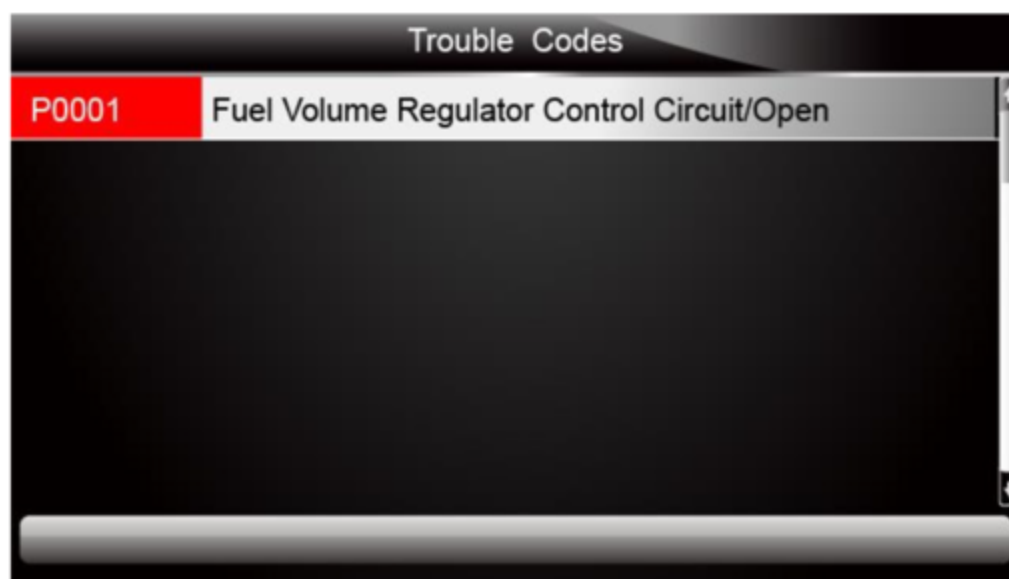 Trouble Codes
P0001 Fuel Volume Regulator Control Circuit/Open